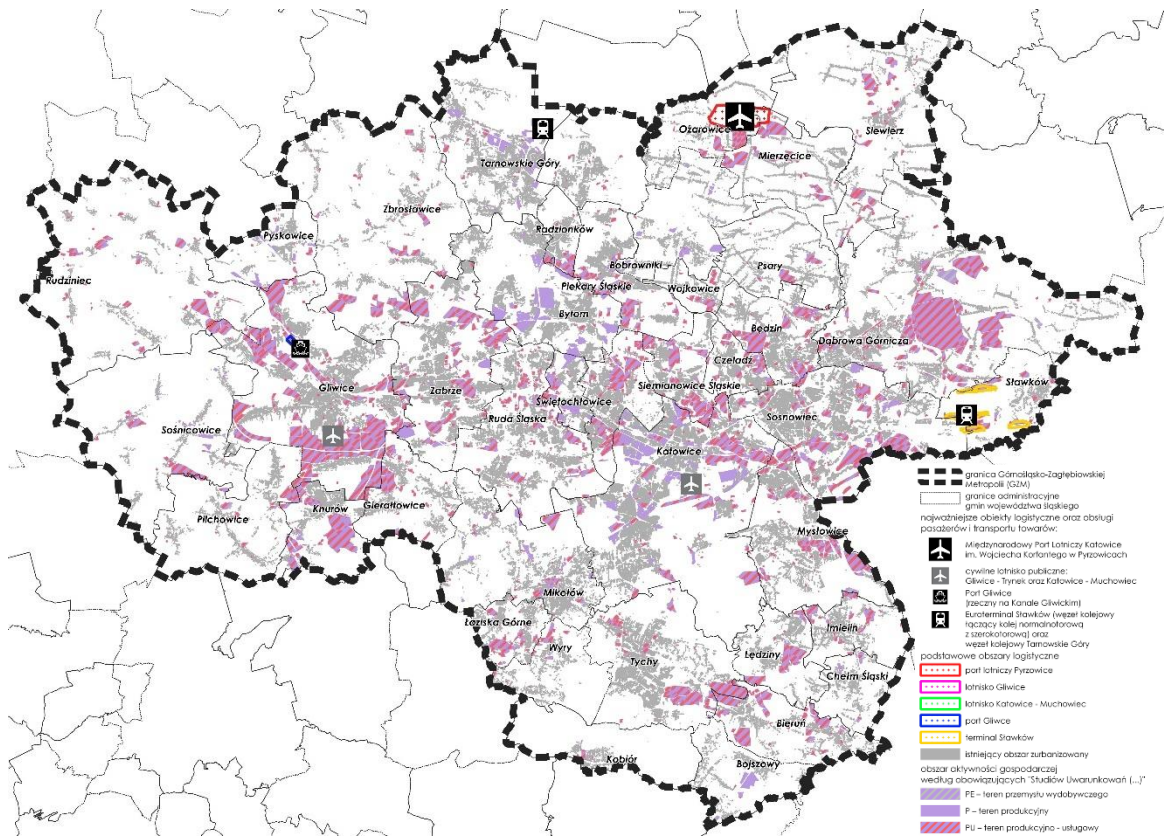 Ożarowice
Siewierz
Mierzęcice
Tarnowskie Góry
Zbrosławice
Radzionków
Pyskowice
Bobrowniki
Psary
Rudziniec
Piekary Śląskie
Wojkowice
Bytom
Będzin
Dąbrowa Górnicza
Czeladź
Gliwice
Zabrze
Siemianowice Śląskie
Sławków
Świętochłowice
Ruda Śląska
Sosnowiec
Sośnicowice
Katowice
Knurów
Gierałtowice
Pilchowice
Mysłowice
Mikołów
Łaziska Górne
Imielin
Wyry
Lędziny
Tychy
Chełm Śląski
Bieruń
Kobiór
Bojszowy
granica Górnośląsko-Zagłębiowskiej
Metropolii (GZM)
granice administracyjne
gmin województwa śląskiego
najważniejsze obiekty logistyczne oraz obsługi
pasażerów i transportu towarów:
Międzynarodowy Port Lotniczy Katowice
im. Wojciecha Korfantego w Pyrzowicach
cywilne lotnisko publiczne:
Gliwice - Trynek oraz Katowice - Muchowiec
Port Gliwice
(rzeczny na Kanale Gliwickim)
Euroterminal Sławków (węzeł kolejowy
łączący kolej normalnotorową
z szerokotorową) oraz
węzeł kolejowy Tarnowskie Góry
podstawowe obszary logistyczne
port lotniczy Pyrzowice
lotnisko Gliwice
lotnisko Katowice - Muchowiec
port Gliwce
terminal Sławków
istniejący obszar zurbanizowany
obszar aktywności gospodarczej
według obowiązujących "Studiów Uwarunkowań (...)"
PE – teren przemysłu wydobywczego
P – teren produkcyjny
PU – teren produkcyjno - usługowy